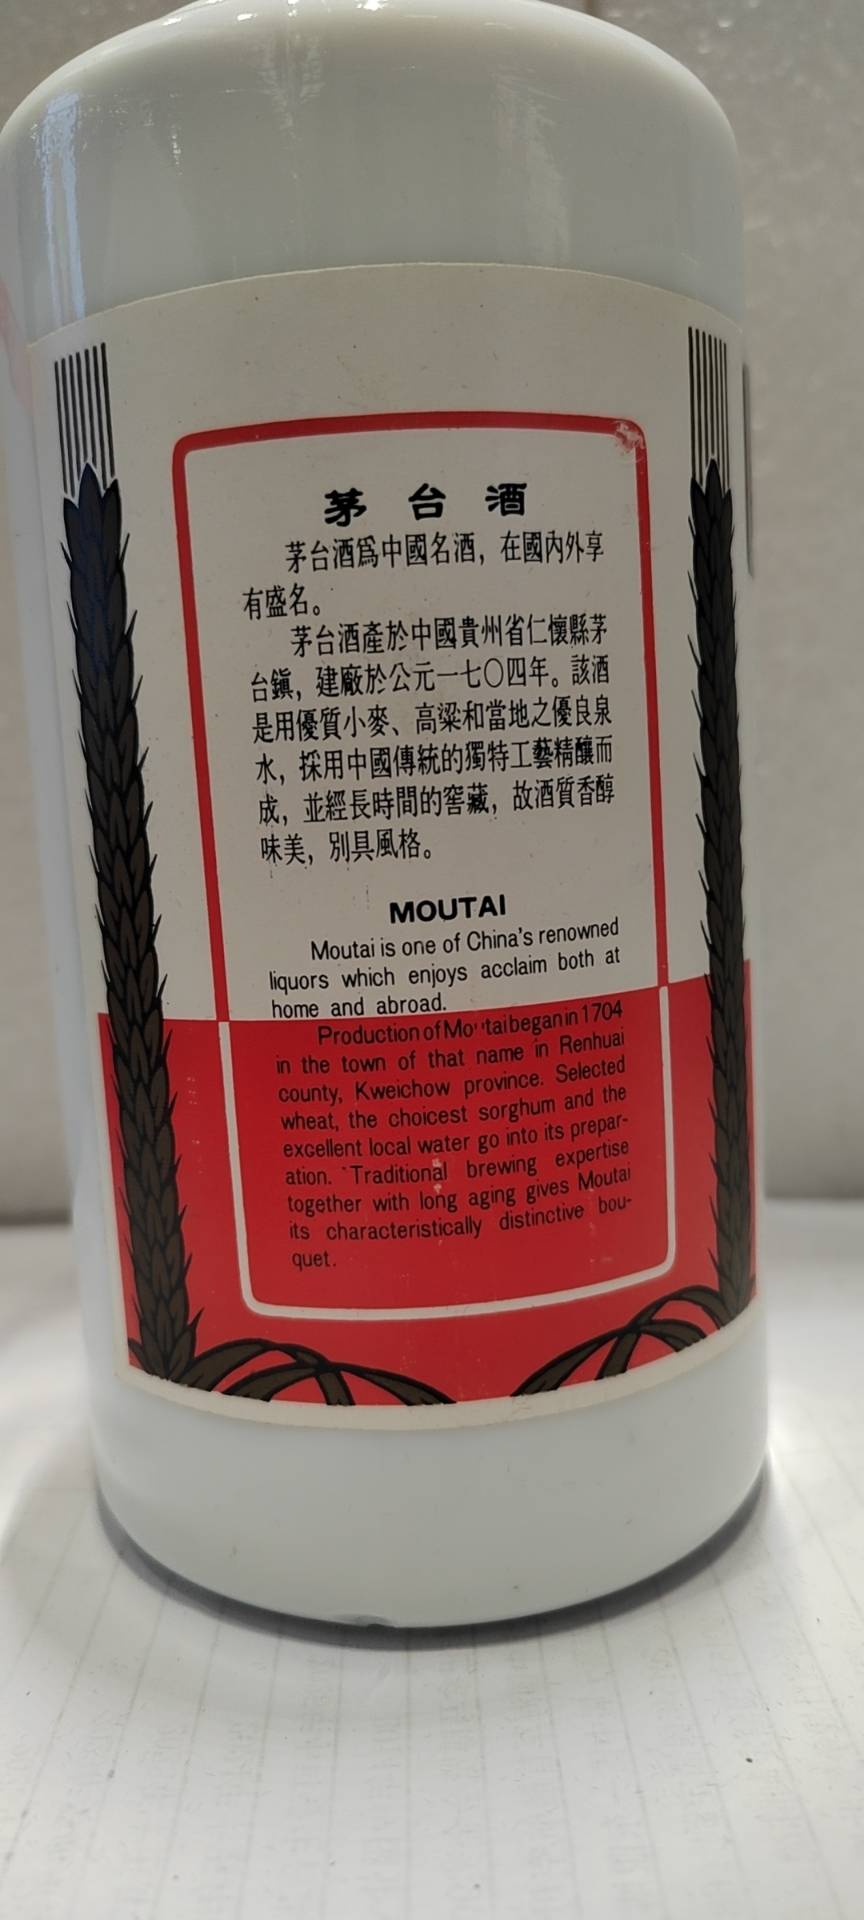 茅台酒
茅台酒爲中國名酒，在國內外享
有盛名。
茅台酒產於中國貴州省仁懷縣茅
台鎭，建廠於公元一七〇四年。該酒
是用優質小麥、高粱和當地之優良泉
水，採用中國傳統的獨特工藝精釀而
成，並經長時間的窖藏，故酒質香醇
味美，別具風格。
MOUTAI
Moutai is one of China's renowned
liquors which enjoys acclaim both at
home and abroad.
Production of Moutai began in 1704
in the town of that name in Renhuai
county, Kweichow province. Selected
wheat, the choicest sorghum and the
excellent local water go into its prepar-
ation. Traditional brewing expertise
together with long aging gives Moutai
its characteristically distinctive bou-
quet.